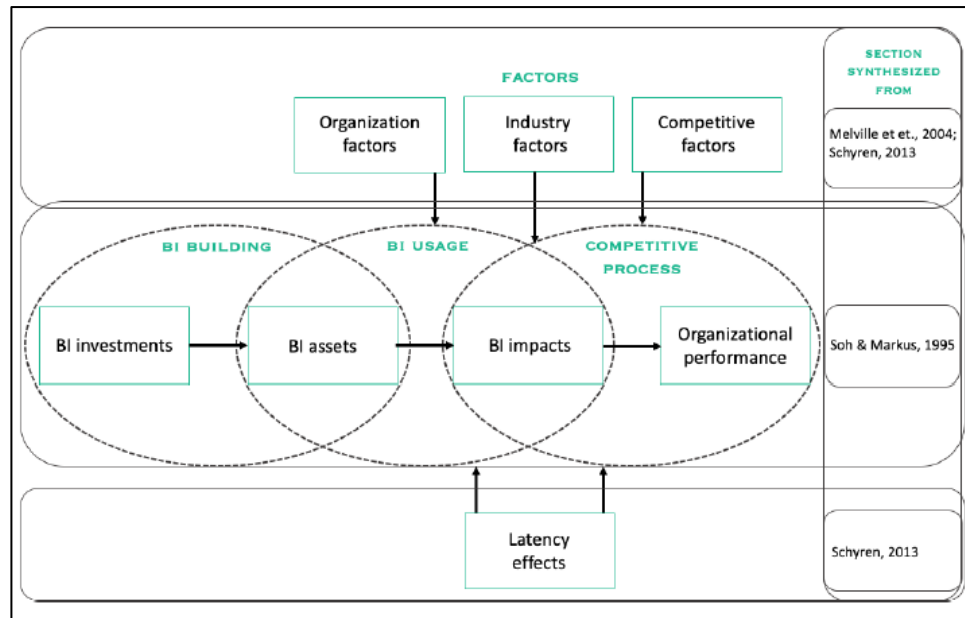 FACTORS
SECTION
SYNTHESIZED
FROM
Organization
factors
Industry
factors
Competitive
factors
Melville et et., 2004;
Schyren, 2013
BI BUILDING
BI USAGE
COMPETITIVE
PROCESS
BI investments
BI assets
BI impacts
Organizational
performance
Soh & Markus, 1995
Latency
effects
Schyren, 2013